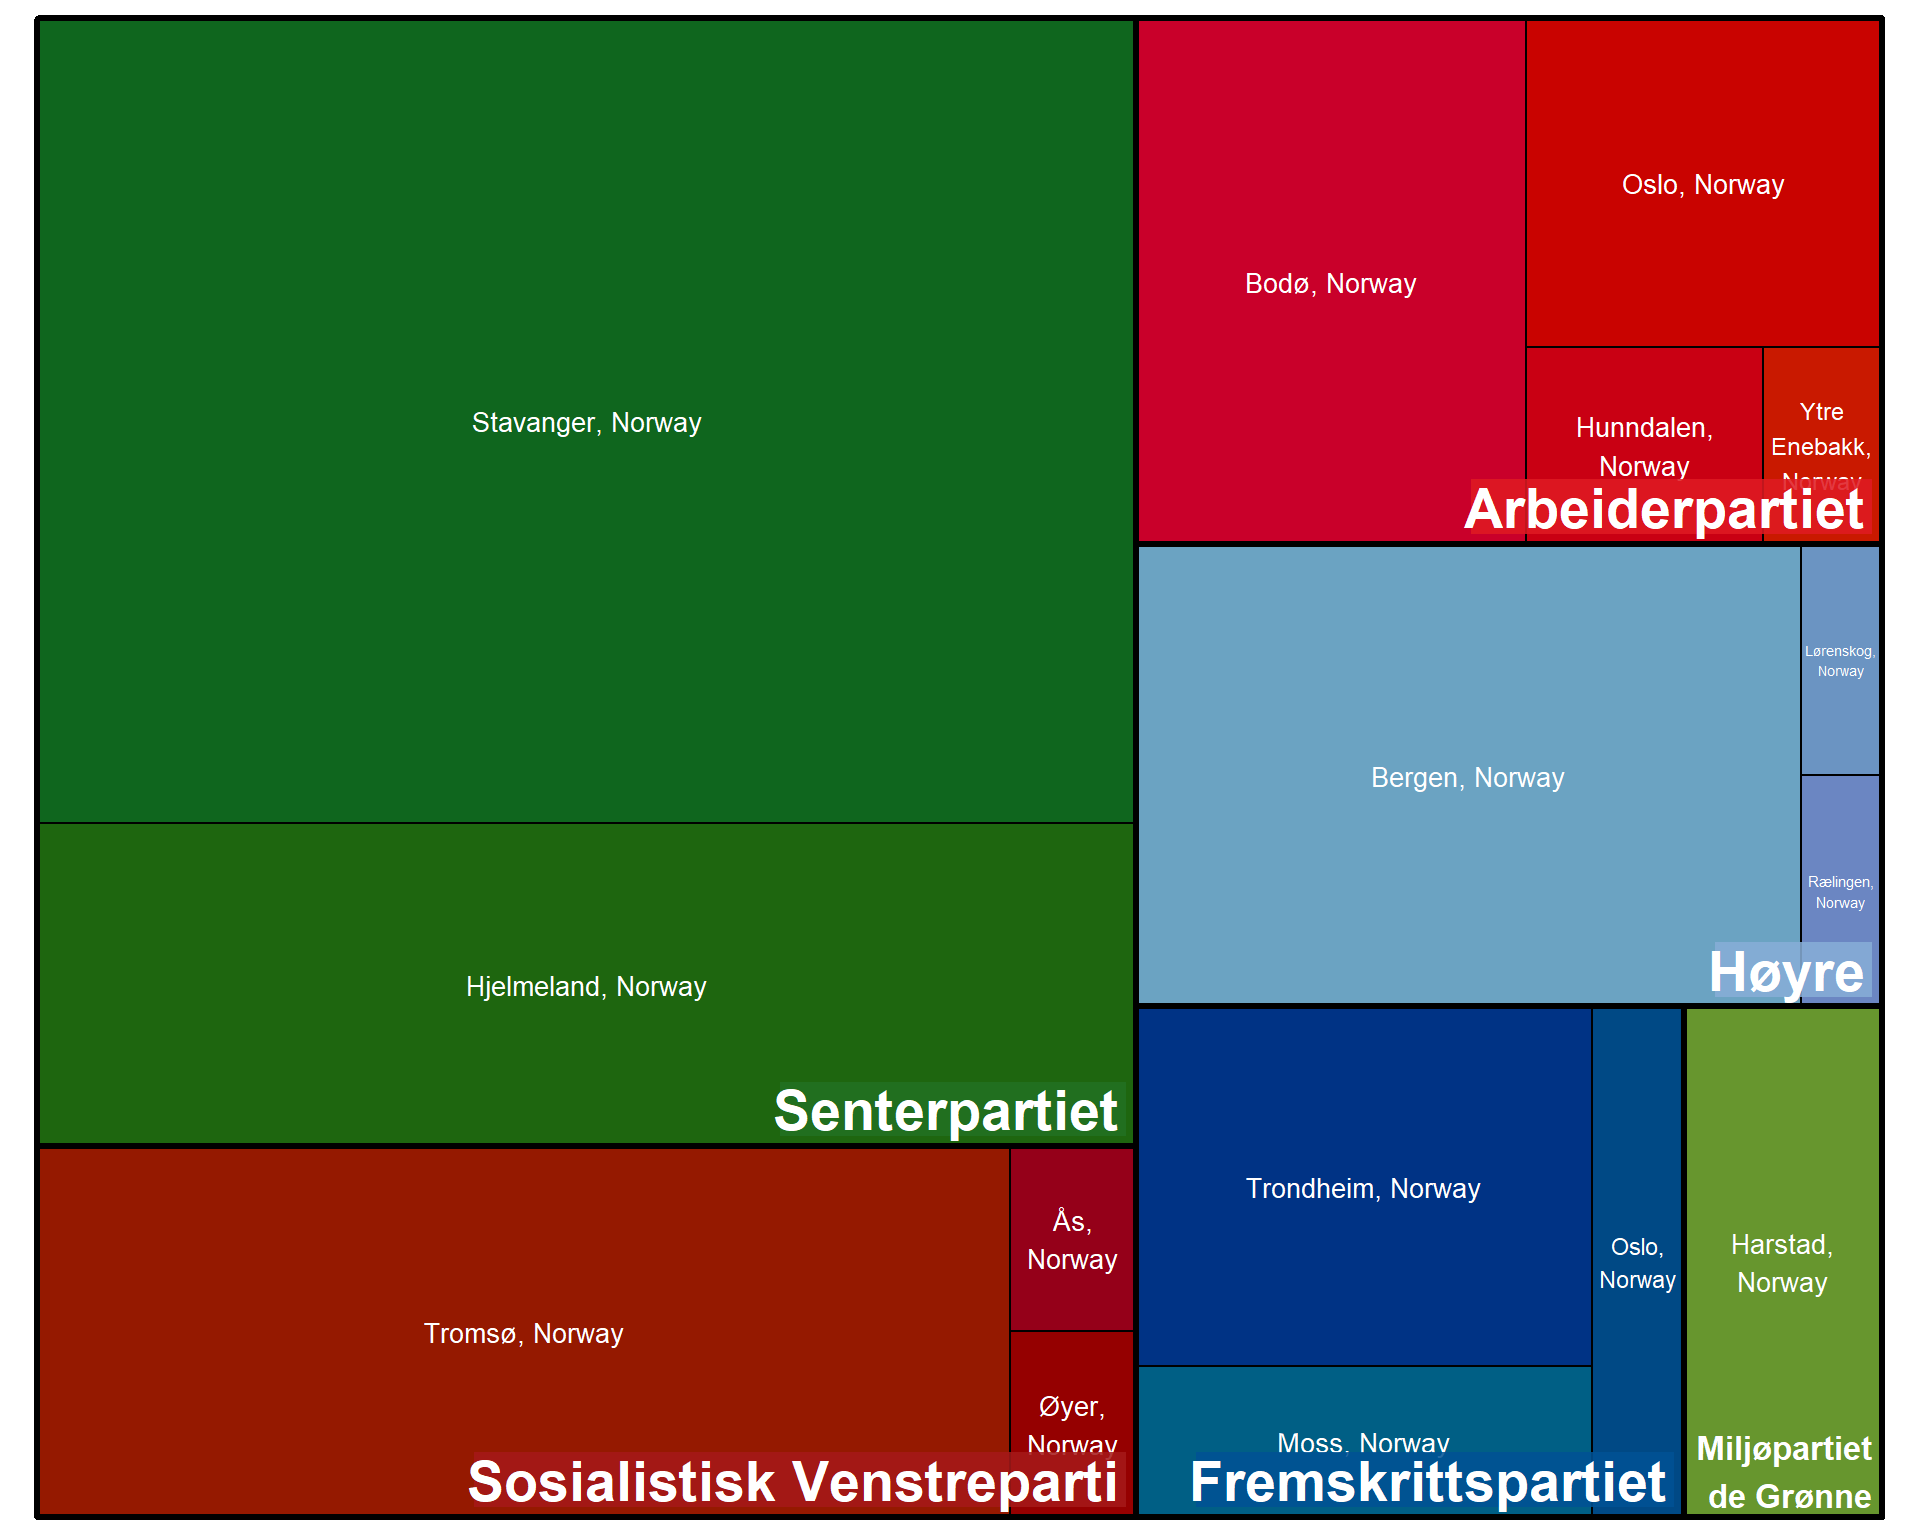 Stavanger, Norway
Hjelmeland, Norway
Senterpartiet
Tromsø, Norway
Ås,
Norway
Øyer,
Norway
Sosialistisk Venstreparti
Bodø, Norway
Oslo, Norway
Hunndalen,
Norway
Ytre
Enebakk,
Norway
Arbeiderpartiet
Bergen, Norway
Lørenskog,
Norway
Rælingen,
Norway
Høyre
Trondheim, Norway
Moss, Norway
Oslo,
Norway
Fremskrittspartiet
Harstad,
Norway
Miljøpartiet
de Grønne